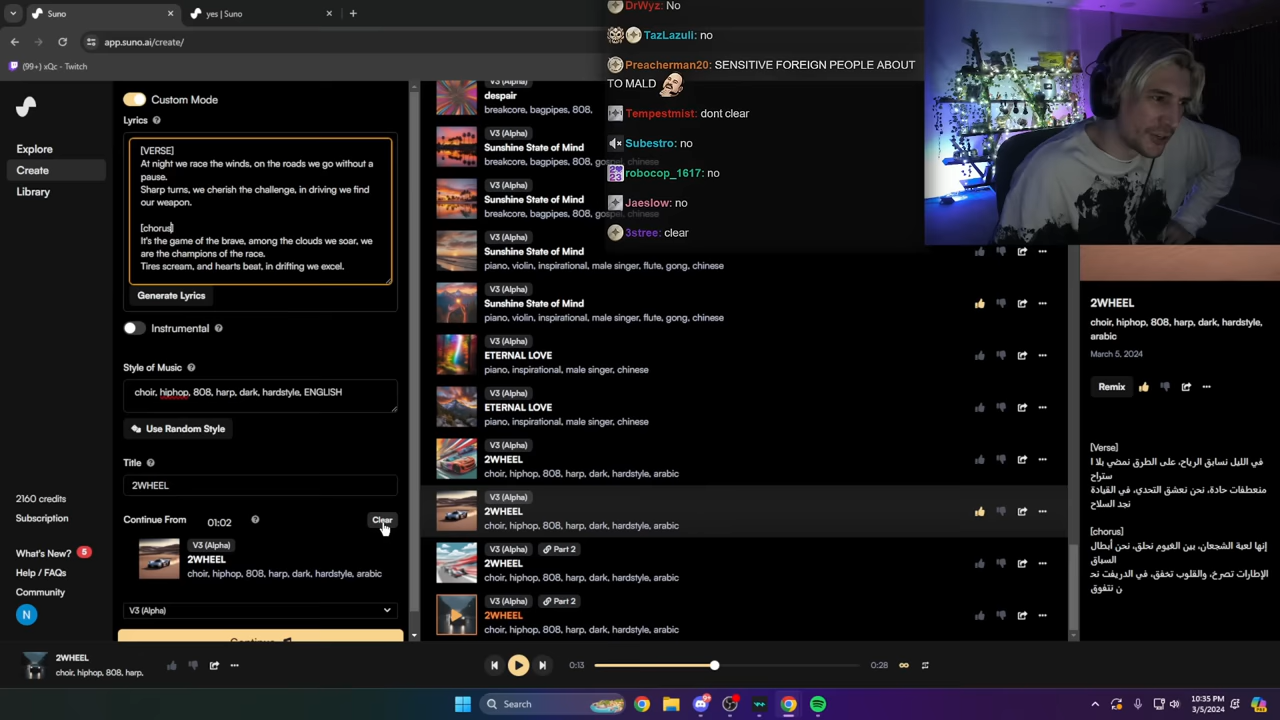 Suno
yes | Suno
app.suno.ai/create/
(99+) xQc - Twitch
Explore
Create
Library
2160 credits
Subscription
What's New? 5
Help / FAQs
Community
N
Custom Mode
Lyrics
[VERSE]
At night we race the winds, on the roads we go without a
pause.
Sharp turns, we cherish the challenge, in driving we find
our weapon.
[chorus]
It's the game of the brave, among the clouds we soar, we
are the champions of the race.
Tires scream, and hearts beat, in drifting we excel.
Generate Lyrics
Instrumental
Style of Music
choir, hiphop, 808, harp, dark, hardstyle, ENGLISH
Use Random Style
Title
2WHEEL
Continue From 01:02 Clear
V3 (Alpha)
2WHEEL
choir, hiphop, 808, harp, dark, hardstyle, arabic
V3 (Alpha)
V3 (Alpha)
despair
breakcore, bagpipes, 808,
V3 (Alpha)
Sunshine State of Mind
breakcore, bagpipes, 808, gospel, chinese
V3 (Alpha)
Sunshine State of Mind
breakcore, bagpipes, 808, gospel, chinese
V3 (Alpha)
Sunshine State of Mind
piano, violin, inspirational, male singer, flute, gong, chinese
V3 (Alpha)
Sunshine State of Mind
piano, violin, inspirational, male singer, flute, gong, chinese
V3 (Alpha)
ETERNAL LOVE
piano, inspirational, male singer, chinese
V3 (Alpha)
ETERNAL LOVE
piano, inspirational, male singer, chinese
V3 (Alpha)
2WHEEL
choir, hiphop, 808, harp, dark, hardstyle, arabic
V3 (Alpha)
2WHEEL
choir, hiphop, 808, harp, dark, hardstyle, arabic
V3 (Alpha) Part 2
2WHEEL
choir, hiphop, 808, harp, dark, hardstyle, arabic
V3 (Alpha) Part 2
2WHEEL
choir, hiphop, 808, harp, dark, hardstyle, arabic
DrWyz: No
TazLazuli: no
Preacherman20: SENSITIVE FOREIGN PEOPLE ABOUT
TO MALD
Tempestmist: dont clear
Subestro: no
robocop_1617: no
Jaeslow: no
3stree: clear
2WHEEL
choir, hiphop, 808, harp, dark, hardstyle,
arabic
March 5, 2024
Remix
[Verse]
في الليل نسابق الرياح، على الطرق نمضي بلا ا
ستراح
منعطفات حادة، نحن نعشق التحدي، في القيادة
نجد السلاح
[chorus]
إنها لعبة الشجعان، بين الغيوم نحلق، نحن أبطال
السباق
الإطارات تصرخ، والقلوب تخفق، في الدريفت نح
ن نتفوق
2WHEEL
choir, hiphop, 808, harp,
0:13
0:28
Search
10:35 PM
3/5/2024